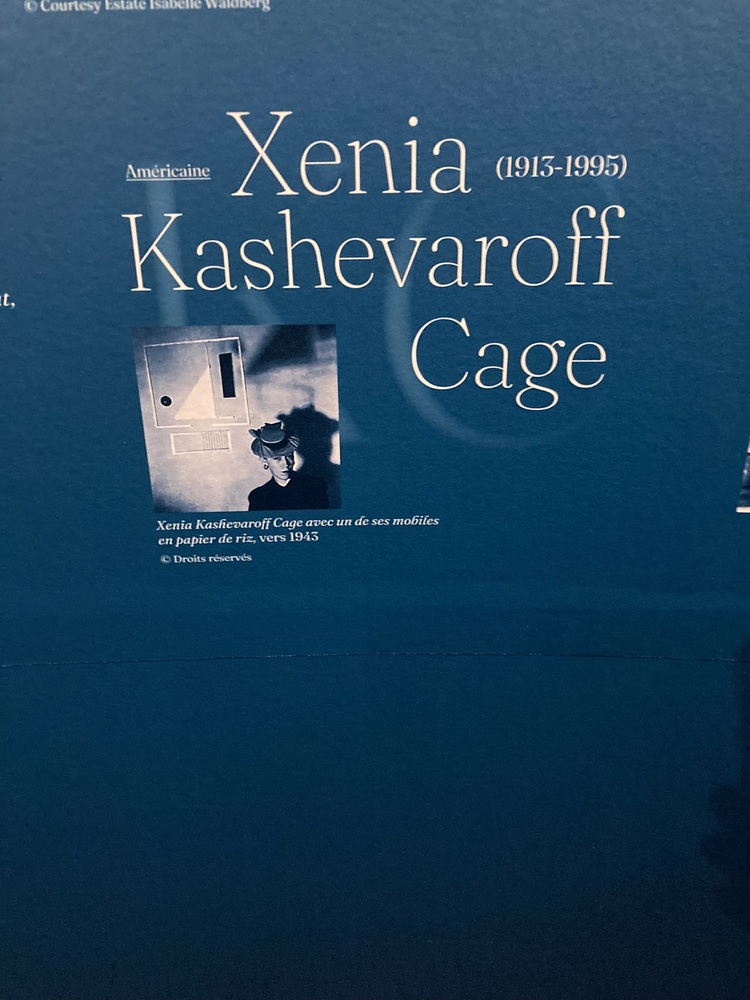 © Courtesy Estate Isabelle Waldberg
Américaine Xenia (1913-1995)
Kashevaroff
Cage
Xenia Kashevaroff Cage avec un de ses mobiles
en papier de riz, vers 1943
© Droits réservés